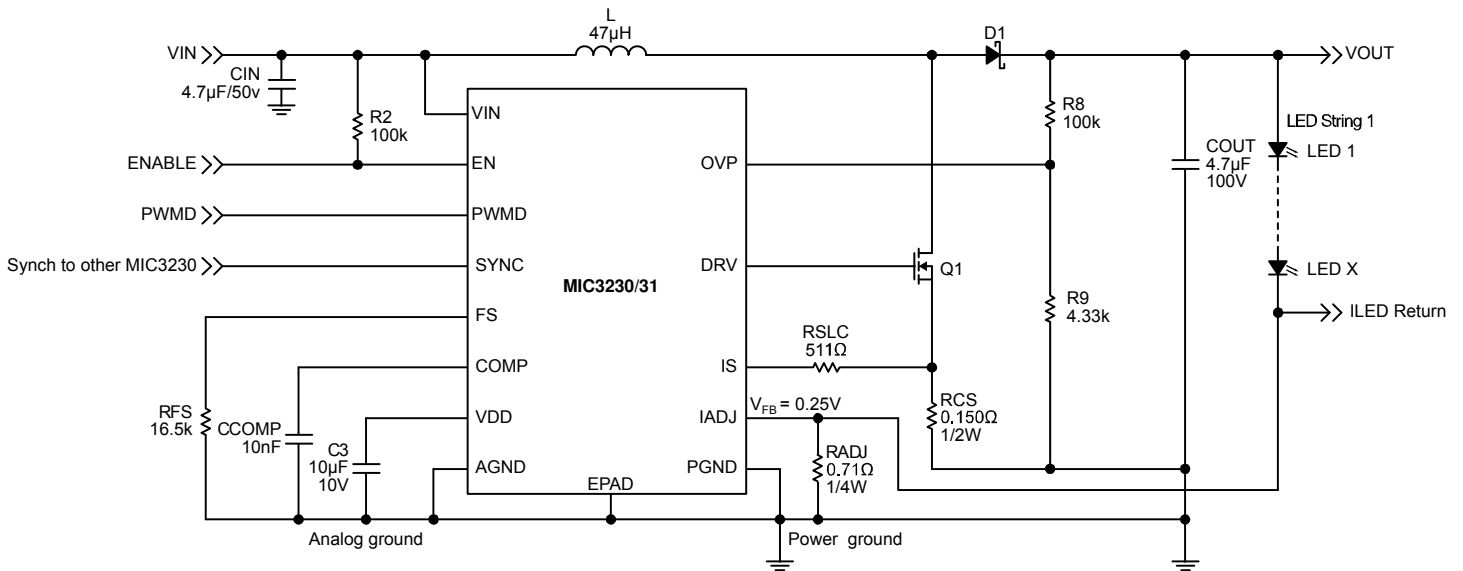 L
47µH
D1
VIN
VOUT
CIN
4.7µF/50v
R2
100k
VIN
R8
100k
LED String 1
LED 1
COUT
4.7µF
100V
ENABLE
EN
OVP
PWMD
PWMD
Synch to other MIC3230
SYNC
DRV
Q1
LED X
MIC3230/31
R9
4.33k
ILED Return
FS
RSLC
511Ω
COMP
IS
RFS
16.5k
CCOMP
10nF
C3
10µF
10V
VDD
IADJ
VFB = 0.25V
RCS
0.150Ω
1/2W
RADJ
0.71Ω
1/4W
AGND
PGND
EPAD
Analog ground
Power ground